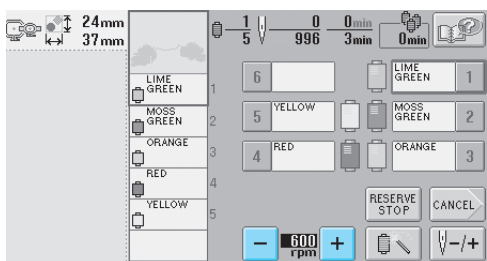 24mm
37mm
1
5
0
996
0min
3min
0min
LIME
GREEN
1
MOSS
GREEN
2
ORANGE
3
RED
4
YELLOW
5
6
LIME
GREEN
1
5
YELLOW
MOSS
GREEN
2
4
RED
ORANGE
3
RESERVE
STOP
CANCEL
−
600
rpm
+
−/+